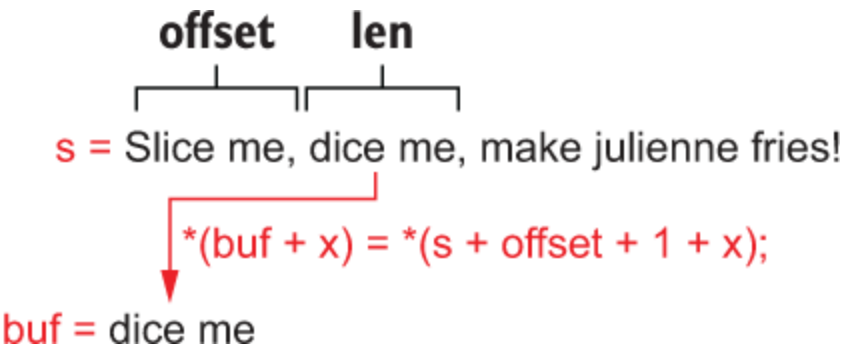 offset len
s = Slice me, dice me, make julienne fries!
*(buf + x) = *(s + offset + 1 + x);
buf = dice me